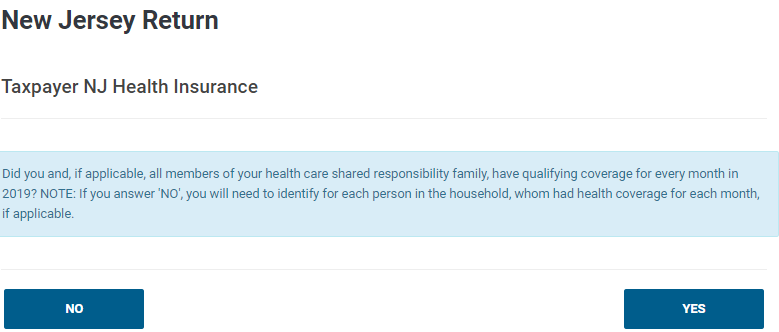 New Jersey Return
Taxpayer NJ Health Insurance
Did you and, if applicable, all members of your health care shared responsibility family, have qualifying coverage for every month in
2019? NOTE: If you answer 'NO', you will need to identify for each person in the household, whom had health coverage for each month,
if applicable.
NO
YES